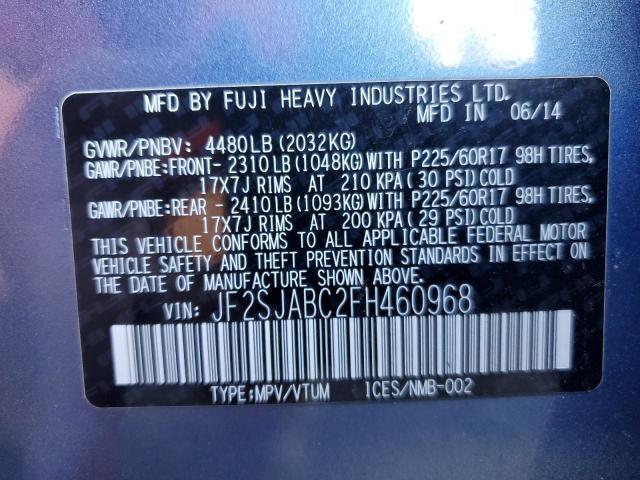 MFD BY FUJI HEAVY INDUSTRIES LTD.
MFD IN 06/14
GVWR/PNBV: 4480LB(2032KG)
GAWR/PNBE:FRONT- 2310LB(1048KG)WITH P225/60R17 98H TIRES,
17X7J RIMS AT 210 KPA(30 PSI)COLD
GAWR/PNBE:REAR - 2410LB(1093KG)WITH P225/60R17 98H TIRES,
17X7J RIMS AT 200 KPA(29 PSI)COLD
THIS VEHICLE CONFORMS TO ALL APPLICABLE FEDERAL MOTOR
VEHICLE SAFETY AND THEFT PREVENTION STANDARDS IN EFFECT ON
THE DATE OF MANUFACTURE SHOWN ABOVE.
VIN: JF2SJABC2FH460968
TYPE:MPV/VTUM ICES/NMB-002